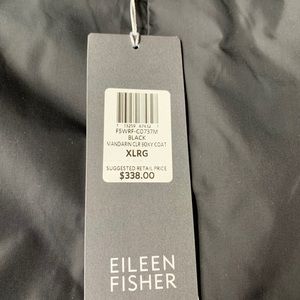 F5WRF-C0737M
BLACK
MANDARIN CLR BOXY COAT
XLRG
SUGGESTED RETAIL PRICE
$338.00
EILEEN
FISHER